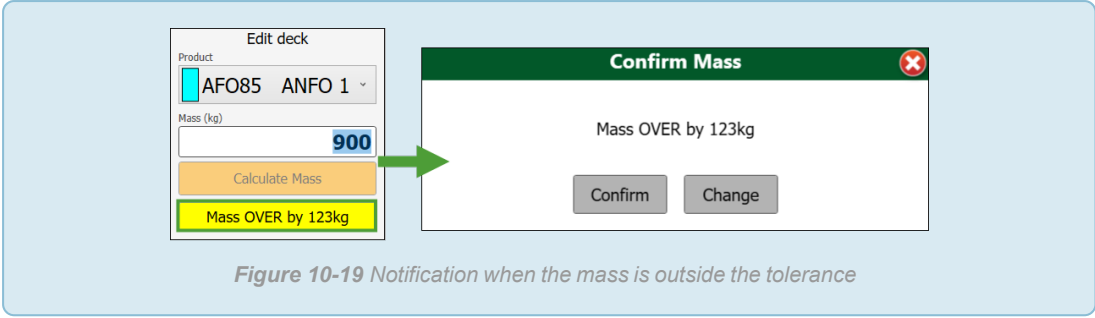 Edit deck
Product
AFO85 ANFO 1
Mass (kg)
900
Calculate Mass
Mass OVER by 123kg
Confirm Mass
Mass OVER by 123kg
Confirm Change
Figure 10-19 Notification when the mass is outside the tolerance